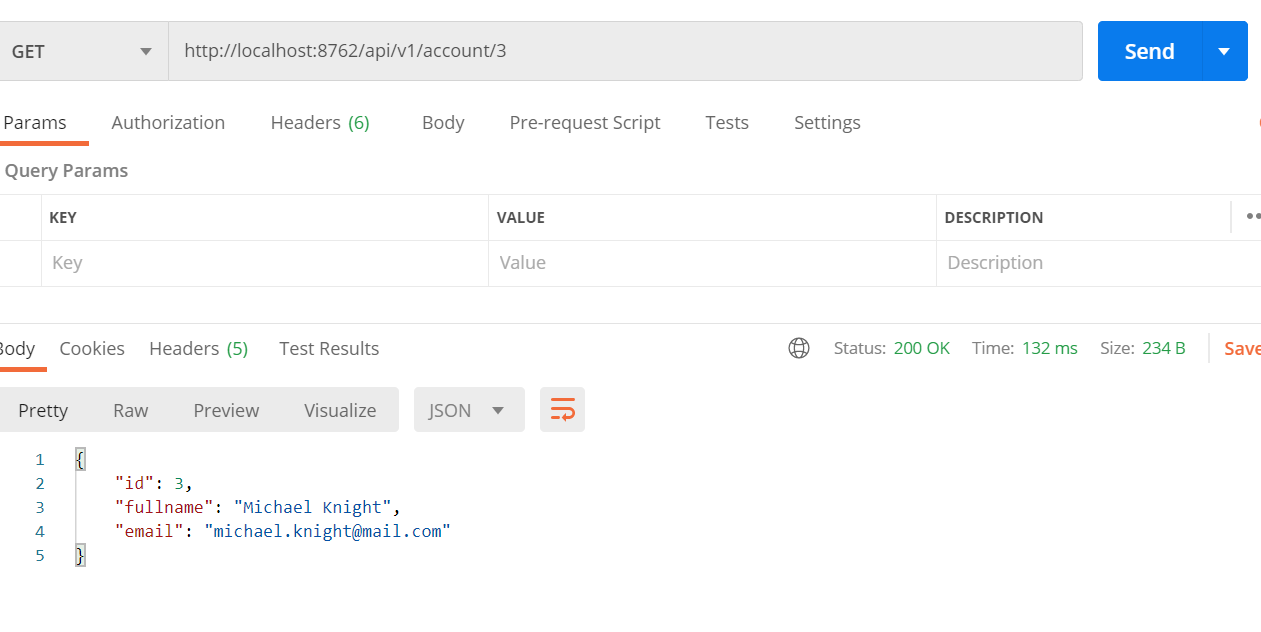 GET http://localhost:8762/api/v1/account/3 Send
Params Authorization Headers (6) Body Pre-request Script Tests Settings
Query Params
KEY VALUE DESCRIPTION
Key Value Description
Body Cookies Headers (5) Test Results Status: 200 OK Time: 132 ms Size: 234 B Save
Pretty Raw Preview Visualize JSON
1 {
2 "id": 3,
3 "fullname": "Michael Knight",
4 "email": "michael.knight@mail.com"
5 }